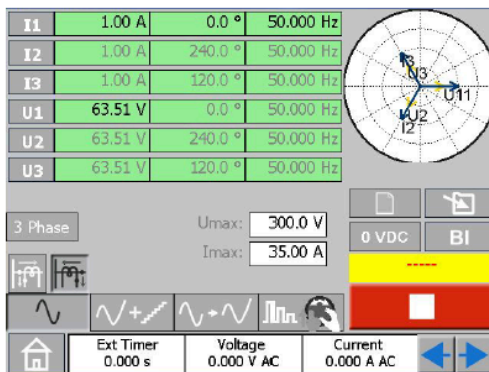 I1 1.00 A 0.0 ° 50.000 Hz
I2 1.00 A 240.0 ° 50.000 Hz
I3 1.00 A 120.0 ° 50.000 Hz
U1 63.51 V 0.0 ° 50.000 Hz
U2 63.51 V 240.0 ° 50.000 Hz
U3 63.51 V 120.0 ° 50.000 Hz
I3
U3
U1I1
U2
I2
3 Phase
Umax: 300.0 V
Imax: 35.00 A
0 VDC BI
-----
Ext Timer Voltage Current
0.000 s 0.000 V AC 0.000 A AC